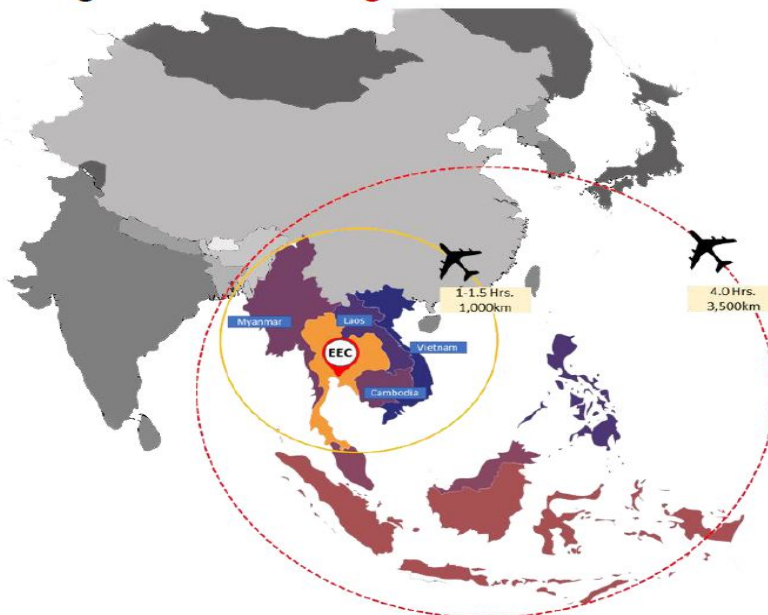 1-1.5 Hrs.
1,000km
4.0 Hrs.
3,500km
Myanmar
Laos
Vietnam
EEC
Cambodia